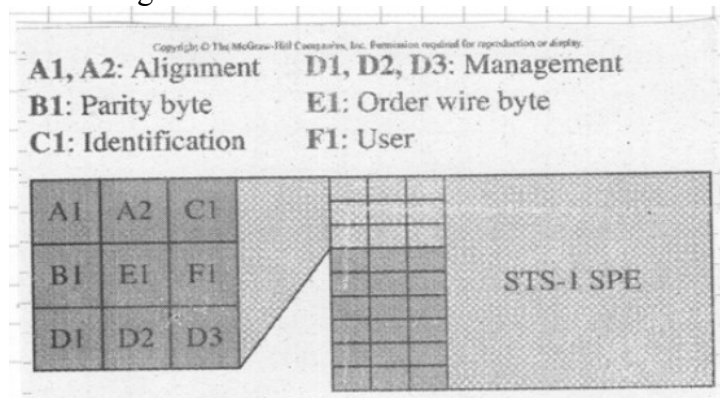 Copyright © The McGraw-Hill Companies, Inc. Permission required for reproduction or display.
A1, A2: Alignment D1, D2, D3: Management
B1: Parity byte E1: Order wire byte
C1: Identification F1: User
A1 A2 C1
B1 E1 F1
STS-1 SPE
D1 D2 D3